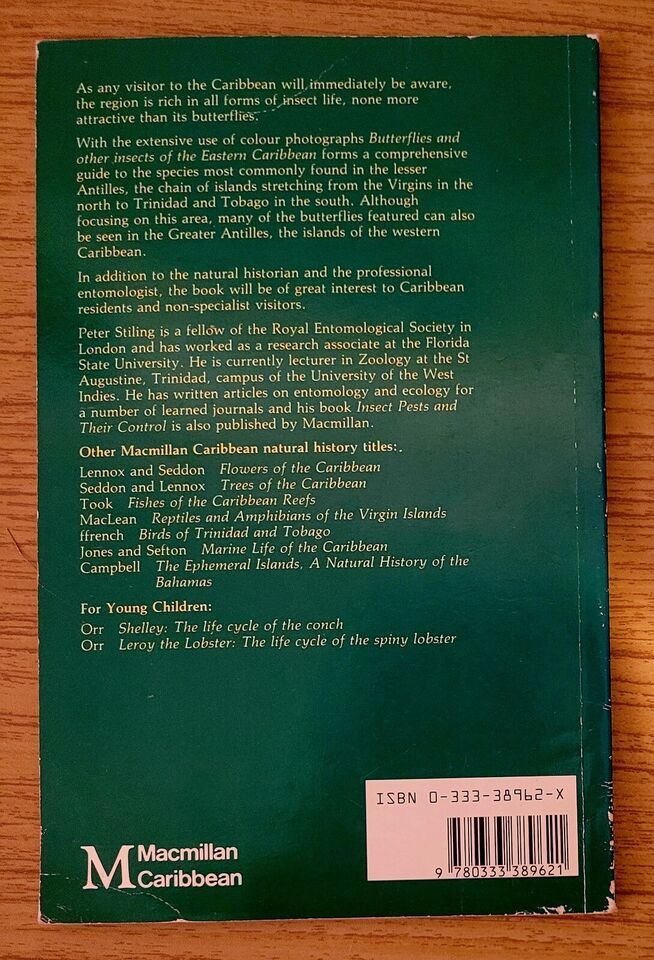 As any visitor to the Caribbean will immediately be aware,
the region is rich in all forms of insect life, none more
attractive than its butterflies.
With the extensive use of colour photographs Butterflies and
other insects of the Eastern Caribbean forms a comprehensive
guide to the species most commonly found in the lesser
Antilles, the chain of islands stretching from the Virgins in the
north to Trinidad and Tobago in the south. Although
focusing on this area, many of the butterflies featured can also
be seen in the Greater Antilles, the islands of the western
Caribbean.
In addition to the natural historian and the professional
entomologist, the book will be of great interest to Caribbean
residents and non-specialist visitors.
Peter Stiling is a fellow of the Royal Entomological Society in
London and has worked as a research associate at the Florida
State University. He is currently lecturer in Zoology at the St
Augustine, Trinidad, campus of the University of the West
Indies. He has written articles on entomology and ecology for
a number of learned journals and his book Insect Pests and
Their Control is also published by Macmillan.
Other Macmillan Caribbean natural history titles:
Lennox and Seddon Flowers of the Caribbean
Seddon and Lennox Trees of the Caribbean
Took Fishes of the Caribbean Reefs
MacLean Reptiles and Amphibians of the Virgin Islands
ffrench Birds of Trinidad and Tobago
Jones and Sefton Marine Life of the Caribbean
Campbell The Ephemeral Islands, A Natural History of the
Bahamas
For Young Children:
Orr Shelley: The life cycle of the conch
Orr Leroy the Lobster: The life cycle of the spiny lobster
ISBN 0-333-38962-X
9 780333 389621
M Macmillan
Caribbean